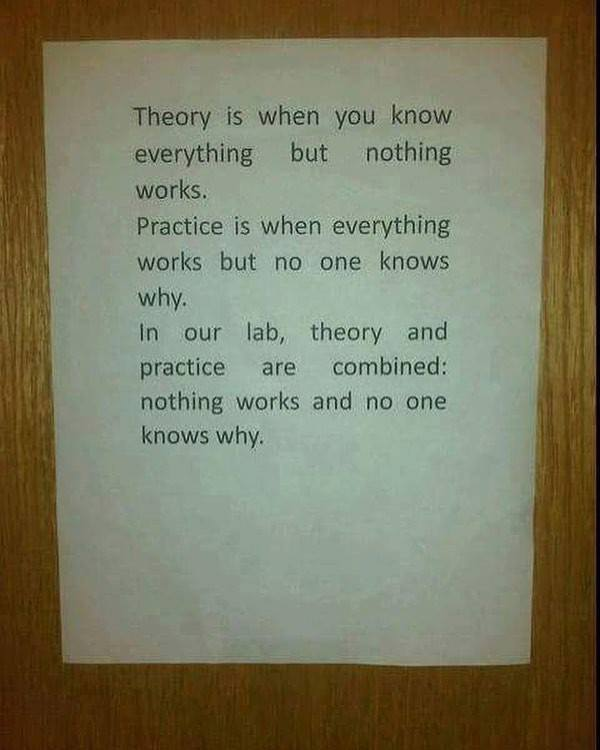 Theory is when you know
everything but nothing
works.
Practice is when everything
works but no one knows
why.
In our lab, theory and
practice are combined:
nothing works and no one
knows why.